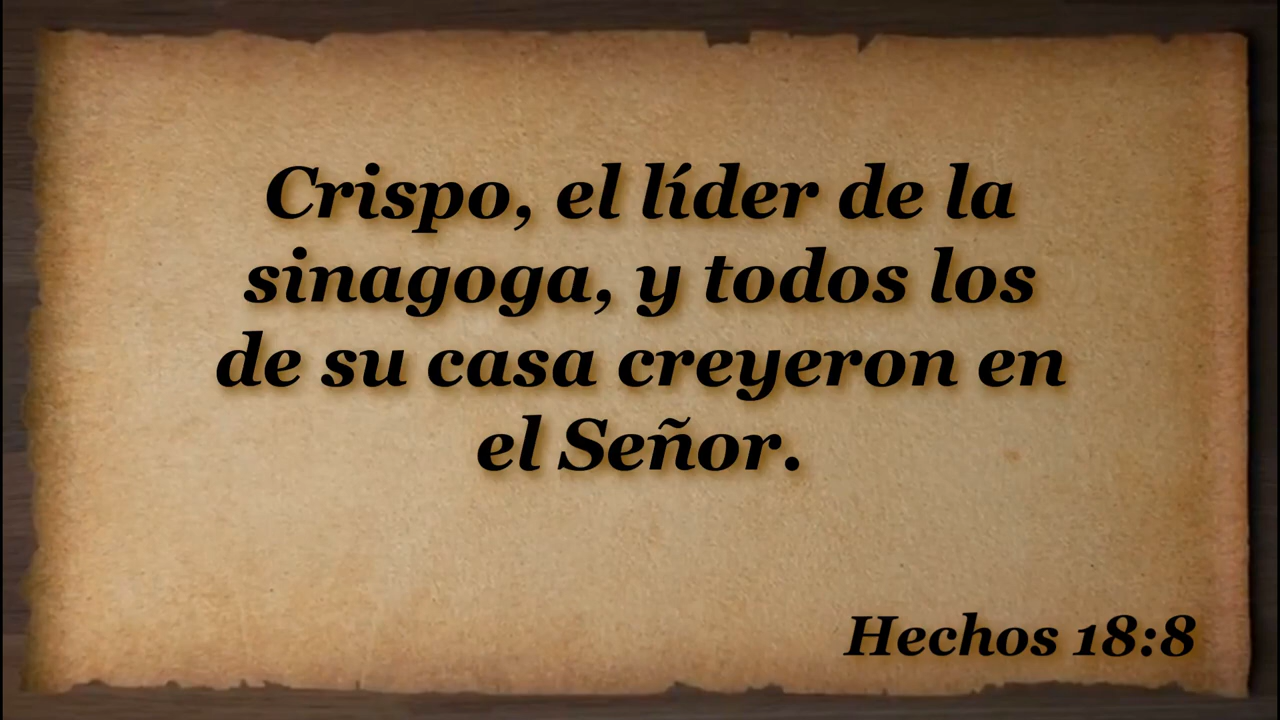 Crispo, el líder de la
sinagoga, y todos los
de su casa creyeron en
el Señor.
Hechos 18:8